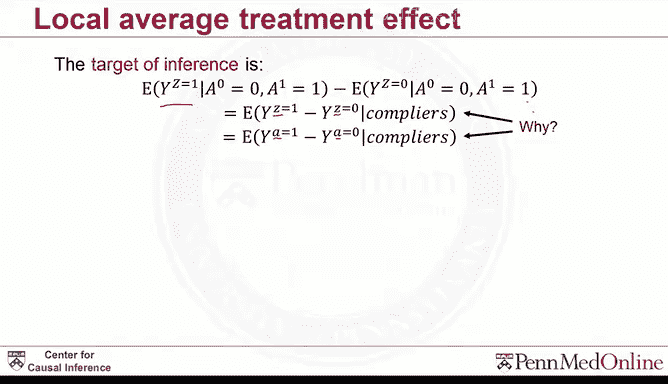 Local average treatment effect
The target of inference is:
E(Y^{Z=1}|A^0 = 0, A^1 = 1) − E(Y^{Z=0}|A^0 = 0, A^1 = 1)
= E(Y^{z=1} − Y^{z=0}|compliers)
Why?
= E(Y^{a=1} − Y^{a=0}|compliers)
Center for
Causal Inference
PennMedOnline